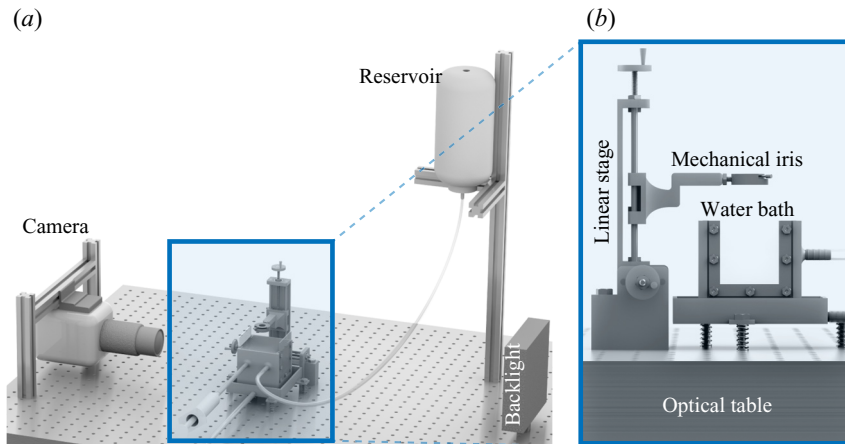 (a)
(b)
Reservoir
Camera
Backlight
Linear stage
Mechanical iris
Water bath
Optical table